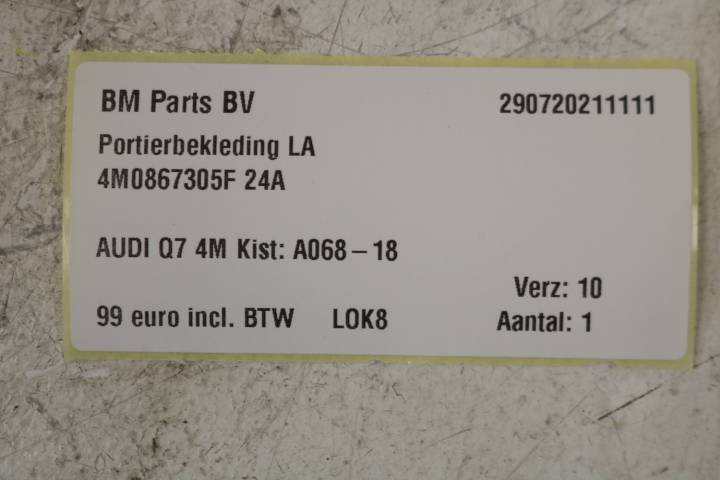 BM Parts BV 290720211111
Portierbekleding LA
4M0867305F 24A
AUDI Q7 4M Kist: A068-18
Verz: 10
99 euro incl. BTW LOK8 Aantal: 1